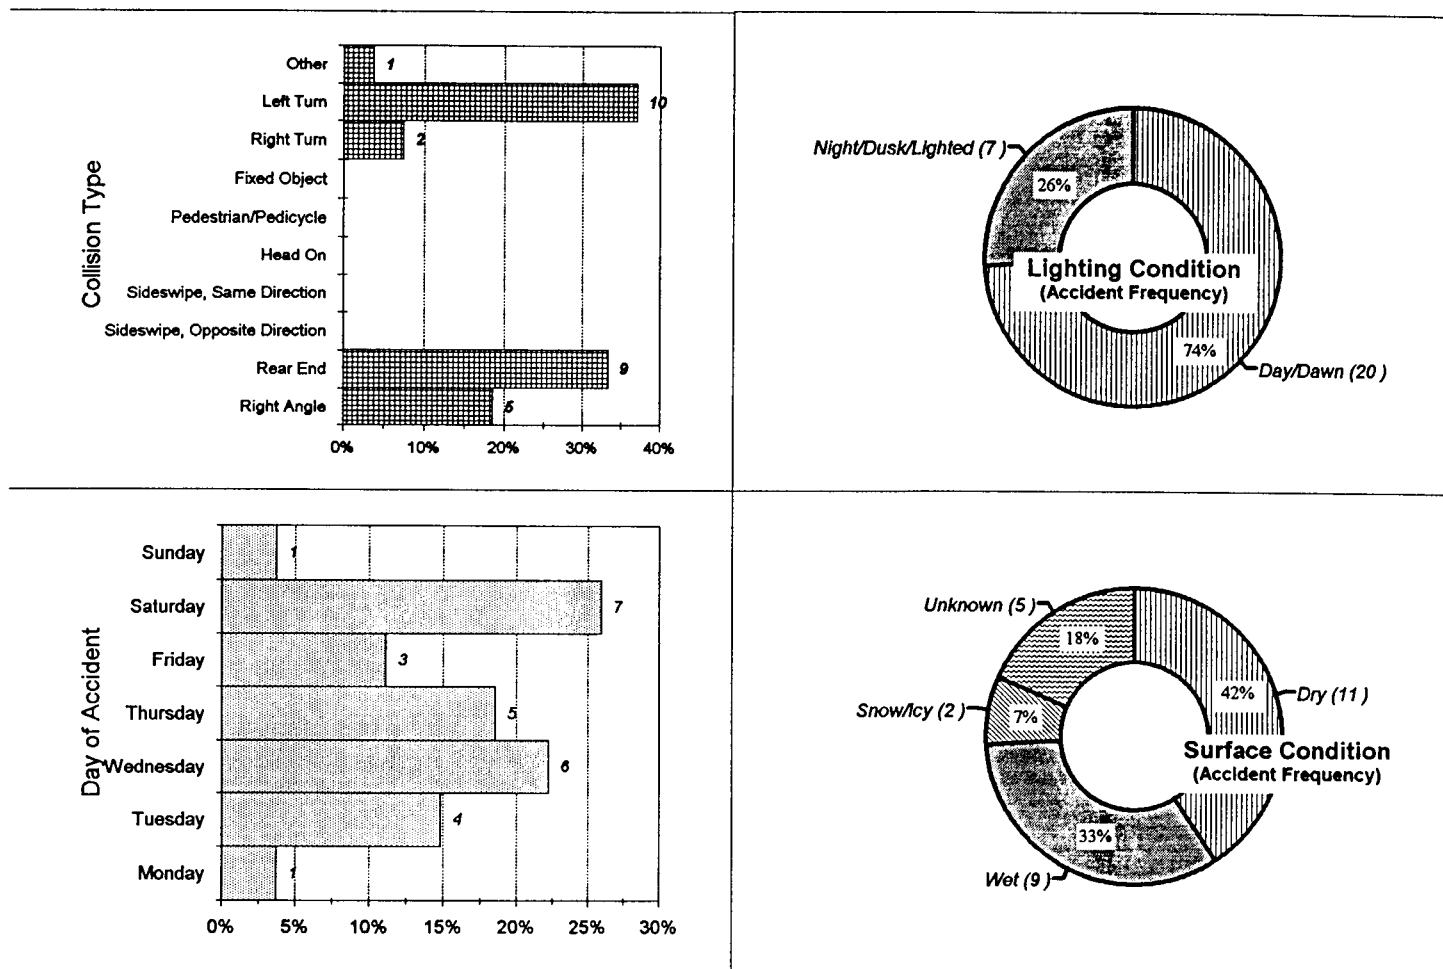 Collision Type
Other
1
Left Turn
10
Right Turn
2
Fixed Object
Pedestrian/Pedicycle
Head On
Sideswipe, Same Direction
Sideswipe, Opposite Direction
Rear End
9
Right Angle
5
0% 10% 20% 30% 40%
Night/Dusk/Lighted (7 )
26%
Lighting Condition
(Accident Frequency)
74%
Day/Dawn (20 )
Day of Accident
Sunday
1
Saturday
7
Friday
3
Thursday
5
Wednesday
6
Tuesday
4
Monday
1
0% 5% 10% 15% 20% 25% 30%
Unknown (5 )
18%
Snow/Icy (2 )
7%
42%
Dry (11 )
Surface Condition
(Accident Frequency)
33%
Wet (9 )